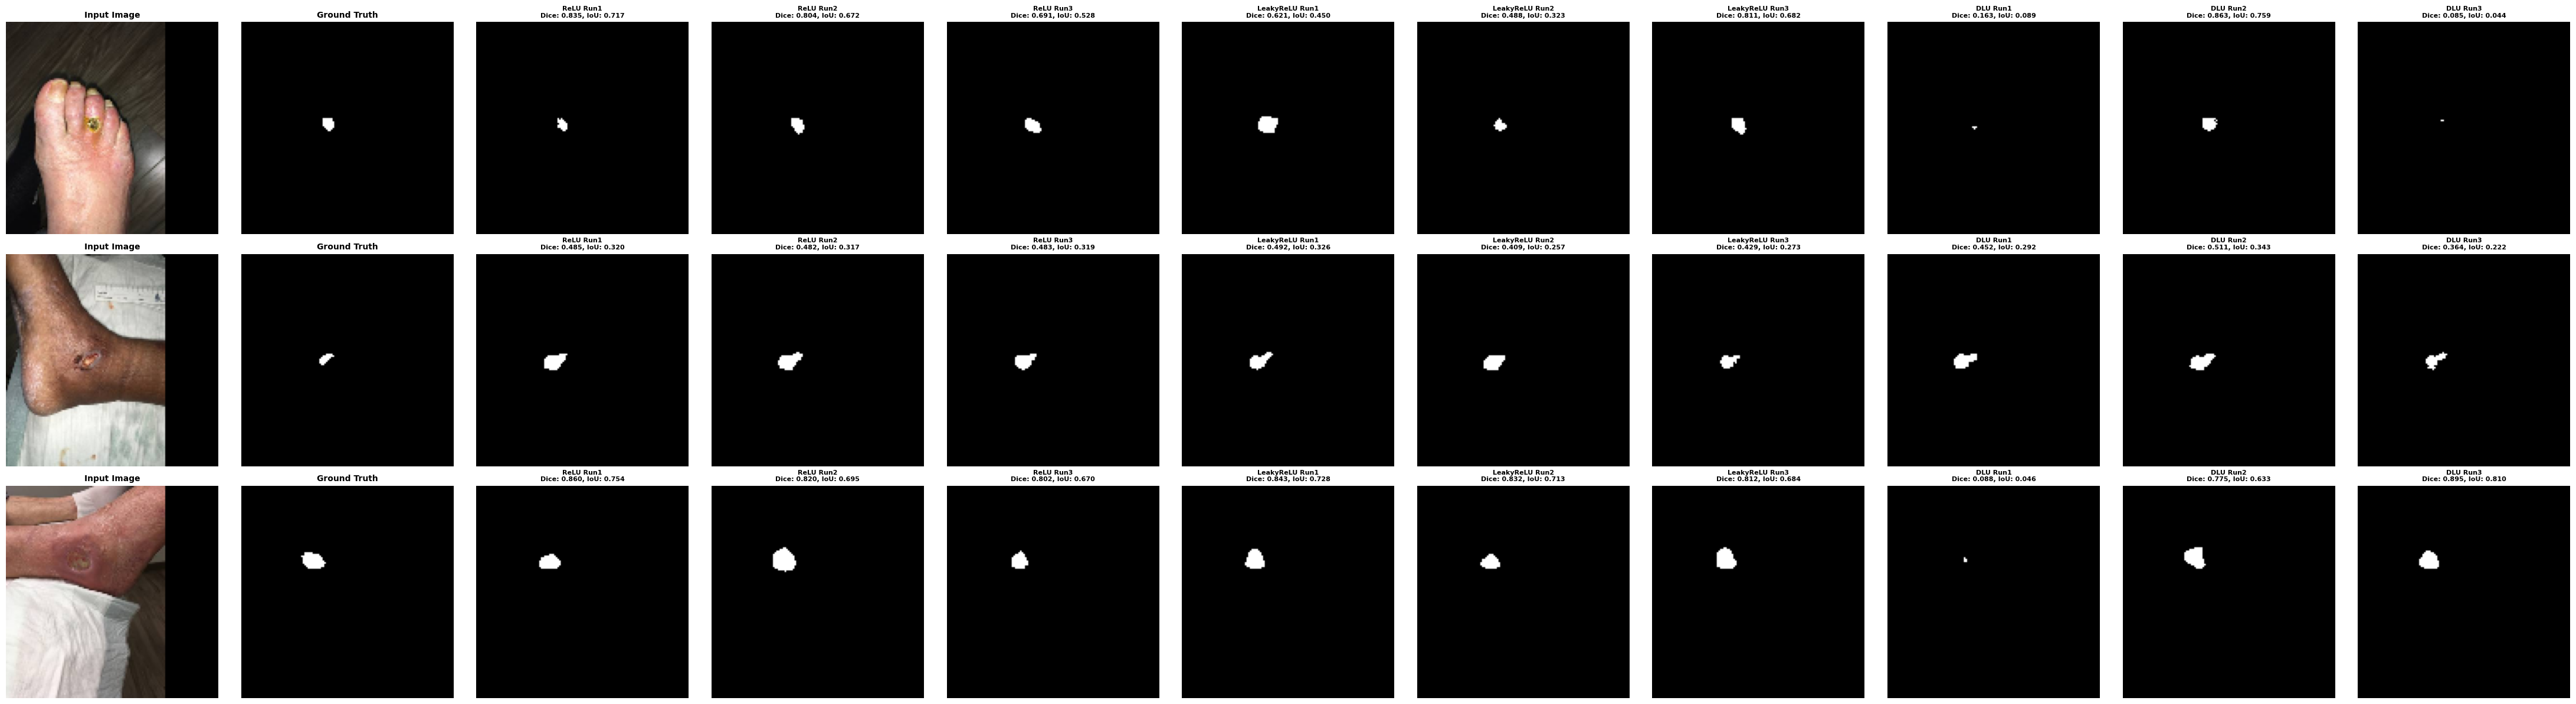 Input Image
Ground Truth
ReLU Run1
Dice: 0.835, IoU: 0.717
ReLU Run2
Dice: 0.804, IoU: 0.672
ReLU Run3
Dice: 0.691, IoU: 0.528
LeakyReLU Run1
Dice: 0.621, IoU: 0.450
LeakyReLU Run2
Dice: 0.488, IoU: 0.323
LeakyReLU Run3
Dice: 0.811, IoU: 0.682
DLU Run1
Dice: 0.163, IoU: 0.089
DLU Run2
Dice: 0.863, IoU: 0.759
DLU Run3
Dice: 0.085, IoU: 0.044
Input Image
Ground Truth
ReLU Run1
Dice: 0.485, IoU: 0.320
ReLU Run2
Dice: 0.482, IoU: 0.317
ReLU Run3
Dice: 0.483, IoU: 0.319
LeakyReLU Run1
Dice: 0.492, IoU: 0.326
LeakyReLU Run2
Dice: 0.409, IoU: 0.257
LeakyReLU Run3
Dice: 0.429, IoU: 0.273
DLU Run1
Dice: 0.452, IoU: 0.292
DLU Run2
Dice: 0.511, IoU: 0.343
DLU Run3
Dice: 0.364, IoU: 0.222
Input Image
Ground Truth
ReLU Run1
Dice: 0.860, IoU: 0.754
ReLU Run2
Dice: 0.820, IoU: 0.695
ReLU Run3
Dice: 0.802, IoU: 0.670
LeakyReLU Run1
Dice: 0.843, IoU: 0.728
LeakyReLU Run2
Dice: 0.832, IoU: 0.713
LeakyReLU Run3
Dice: 0.812, IoU: 0.684
DLU Run1
Dice: 0.088, IoU: 0.046
DLU Run2
Dice: 0.775, IoU: 0.633
DLU Run3
Dice: 0.895, IoU: 0.810